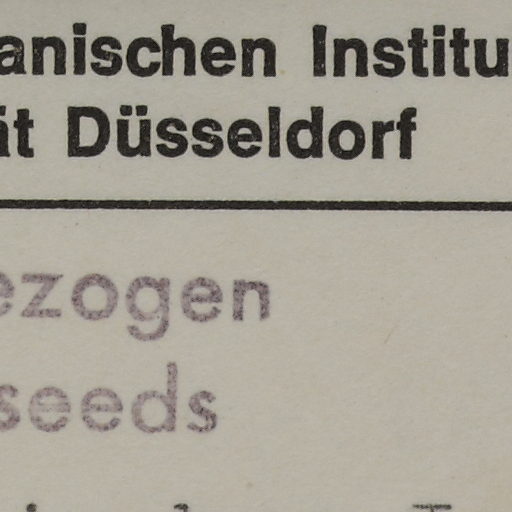 anischen Institu
ät Düsseldorf
ezogen
seeds